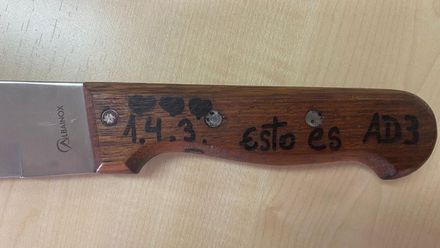 ALBAINOX
♥♥♥
1.4.3. Esto es AD3